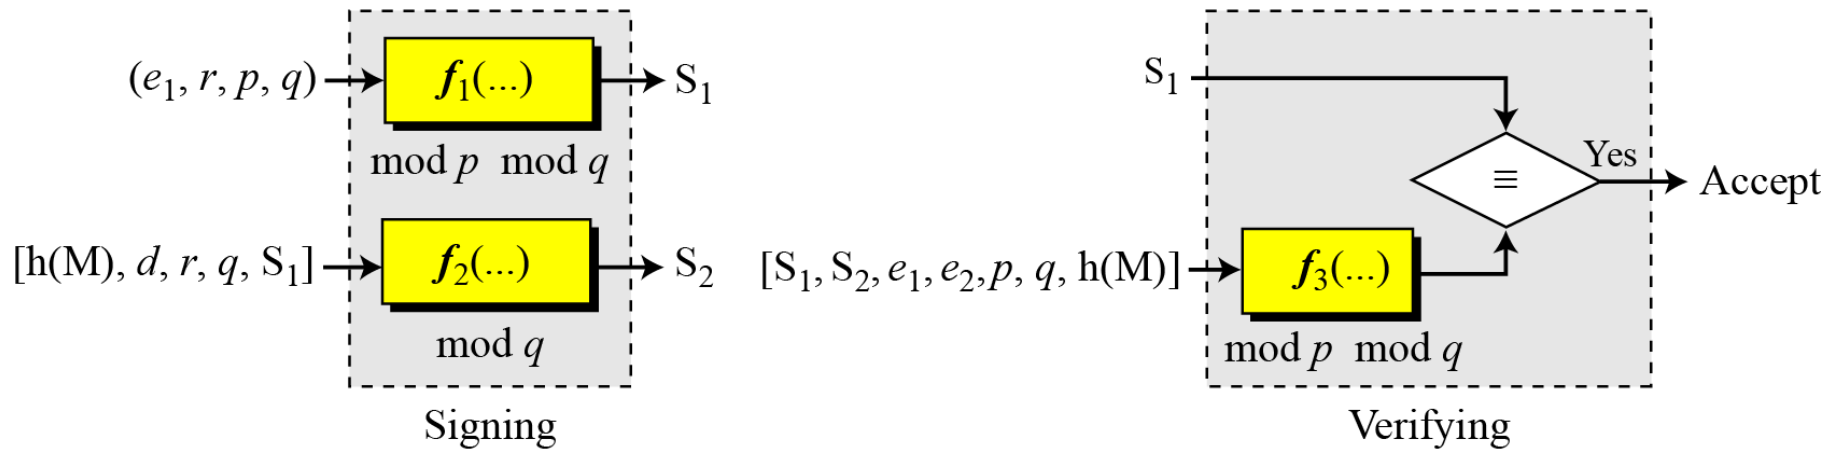 (e₁, r, p, q)
f₁(...)
S₁
mod p mod q
[h(M), d, r, q, S₁]
f₂(...)
S₂
mod q
Signing
S₁
≡
Yes
Accept
[S₁, S₂, e₁, e₂, p, q, h(M)]
f₃(...)
mod p mod q
Verifying